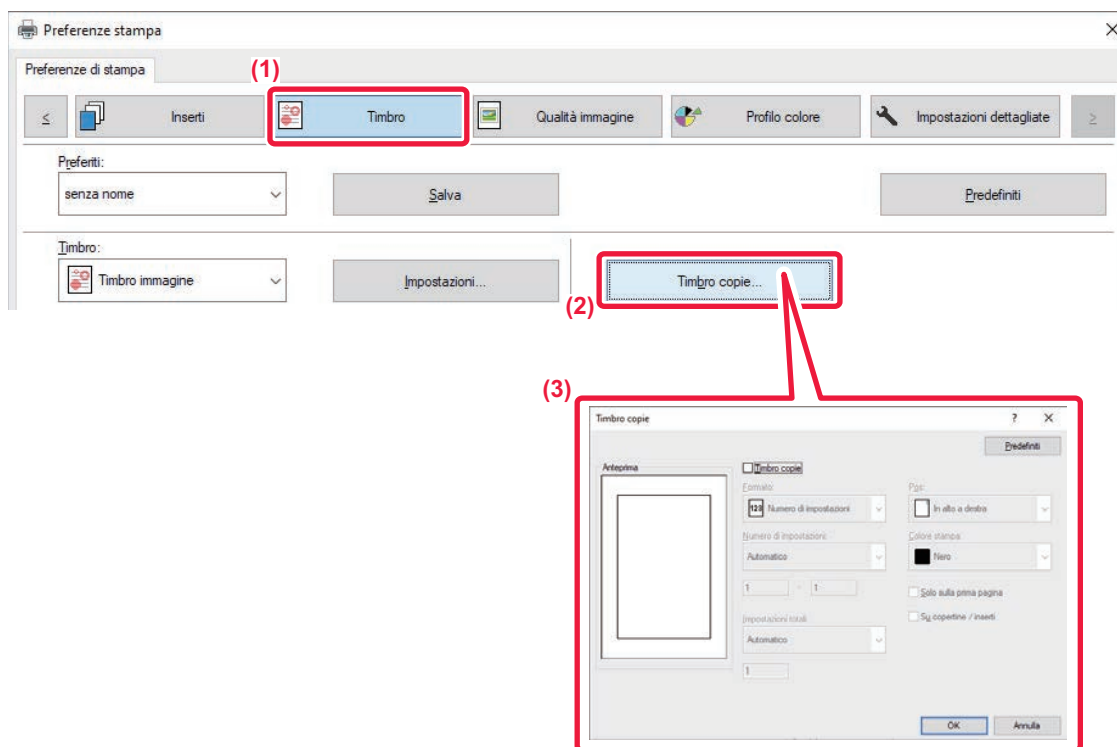 Preferenze stampa
Preferenze di stampa
(1)
< Inserti Timbro Qualità immagine Profilo colore Impostazioni dettagliate >
Preferiti:
senza nome Salva Predefiniti
Timbro:
Timbro immagine Impostazioni... Timbro copie...
(2)
(3)
Timbro copie ?
Predefiniti
Anteprima Timbro copie
Formato: Pos:
123 Numero di impostazioni In alto a destra
Numero di impostazioni: Colore stampa:
Automatico Nero
1 - 1 Solo sulla prima pagina
Impostazioni totali: Su copertine / inserti
Automatico
1
OK Annulla